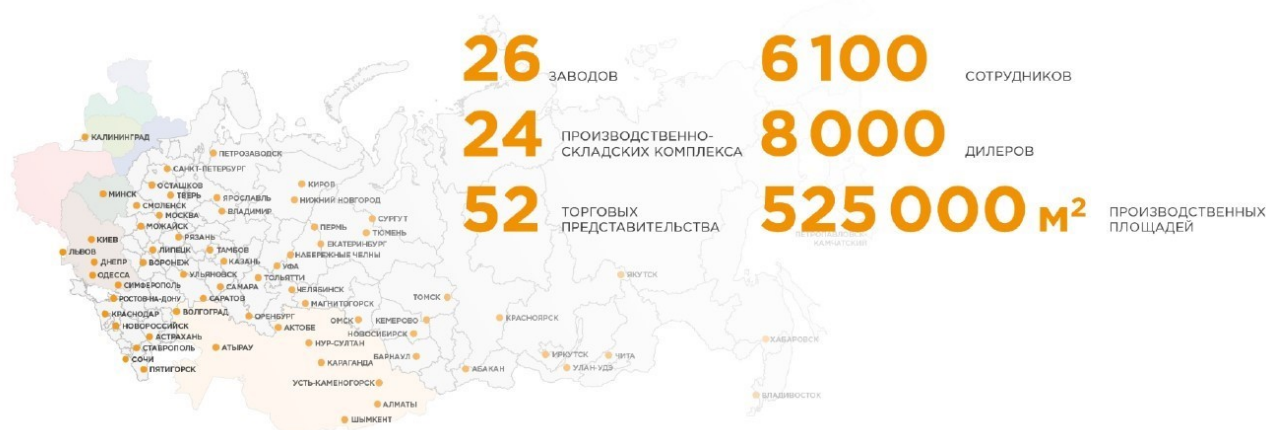 26 ЗАВОДОВ
6 100 СОТРУДНИКОВ
24 ПРОИЗВОДСТВЕННО-
СКЛАДСКИХ КОМПЛЕКСА
8 000 ДИЛЕРОВ
52 ТОРГОВЫХ
ПРЕДСТАВИТЕЛЬСТВА
525 000 м² ПРОИЗВОДСТВЕННЫХ
ПЛОЩАДЕЙ
КАЛИНИНГРАД
ПЕТРОЗАВОДСК
САНКТ-ПЕТЕРБУРГ
МИНСК
ОСТАШКОВ
КИРОВ
ТВЕРЬ
ЯРОСЛАВЛЬ
НИЖНИЙ НОВГОРОД
СМОЛЕНСК
ВЛАДИМИР
МОСКВА
СУРГУТ
МОЖАЙСК
ПЕРМЬ
ТЮМЕНЬ
КИЕВ
РЯЗАНЬ
ЕКАТЕРИНБУРГ
ПЕТРОПАВЛОВСК-
КАМЧАТСКИЙ
ЛЬВОВ
ЛИПЕЦК
ТАМБОВ
НАБЕРЕЖНЫЕ ЧЕЛНЫ
ДНЕПР
ВОРОНЕЖ
КАЗАНЬ
УФА
ОДЕССА
УЛЬЯНОВСК
ТОЛЬЯТТИ
ЯКУТСК
СИМФЕРОПОЛЬ
САМАРА
ЧЕЛЯБИНСК
РОСТОВ-НА-ДОНУ
САРАТОВ
МАГНИТОГОРСК
ТОМСК
КРАСНОДАР
ВОЛГОГРАД
ОРЕНБУРГ
ОМСК
КЕМЕРОВО
КРАСНОЯРСК
НОВОРОССИЙСК
АКТОБЕ
НОВОСИБИРСК
АСТРАХАНЬ
НУР-СУЛТАН
ХАБАРОВСК
СТАВРОПОЛЬ
АТЫРАУ
БАРНАУЛ
ИРКУТСК
ЧИТА
СОЧИ
КАРАГАНДА
ПЯТИГОРСК
АБАКАН
УЛАН-УДЭ
УСТЬ-КАМЕНОГОРСК
ВЛАДИВОСТОК
АЛМАТЫ
ШЫМКЕНТ